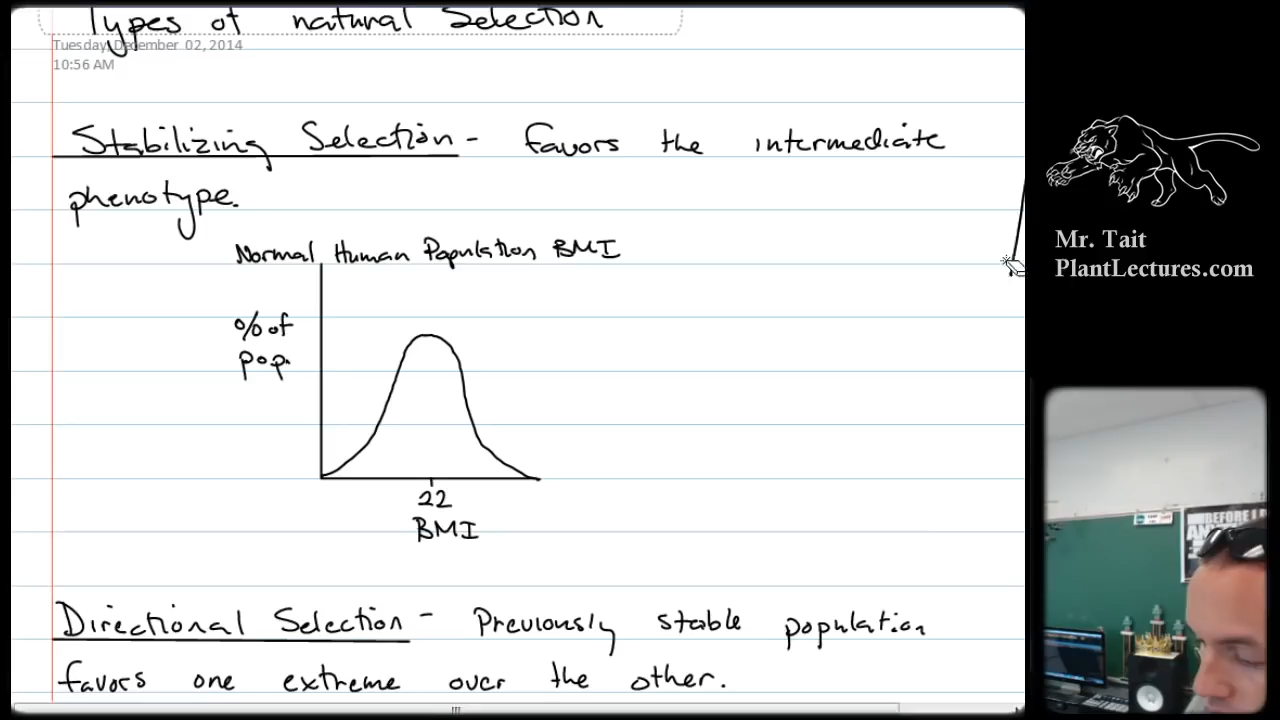 Types of natural Selection
Tuesday, December 02, 2014
10:56 AM
Stabilizing Selection - Favors the intermediate
phenotype.
Normal Human Population BMI
% of
pop.
22
BMI
Directional Selection - Previously stable population
favors one extreme over the other.
Mr. Tait
PlantLectures.com
BEFORE I